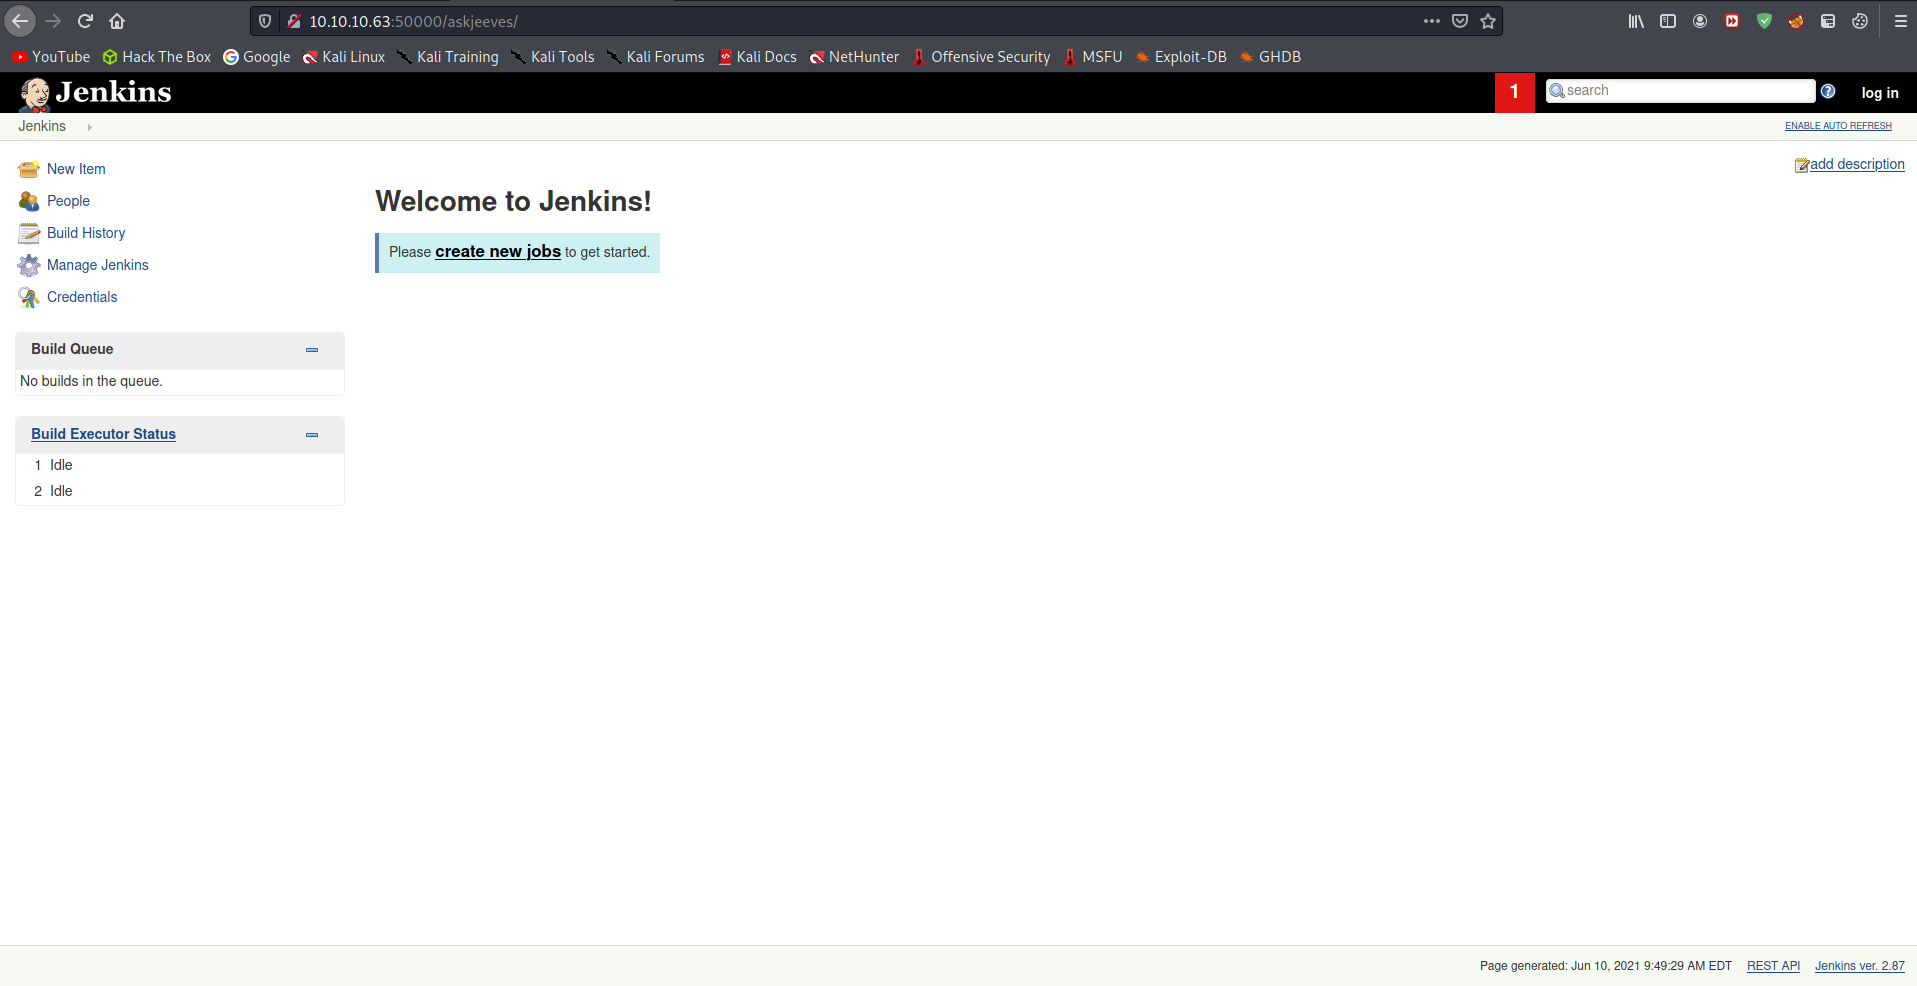 10.10.10.63:50000/askjeeves/
YouTube Hack The Box Google Kali Linux Kali Training Kali Tools Kali Forums Kali Docs NetHunter Offensive Security MSFU Exploit-DB GHDB
Jenkins 1 search log in
Jenkins ENABLE AUTO REFRESH
add description
New Item
People
Build History
Manage Jenkins
Credentials
Welcome to Jenkins!
Please create new jobs to get started.
Build Queue
No builds in the queue.
Build Executor Status
1 Idle
2 Idle
Page generated: Jun 10, 2021 9:49:29 AM EDT REST API Jenkins ver. 2.87